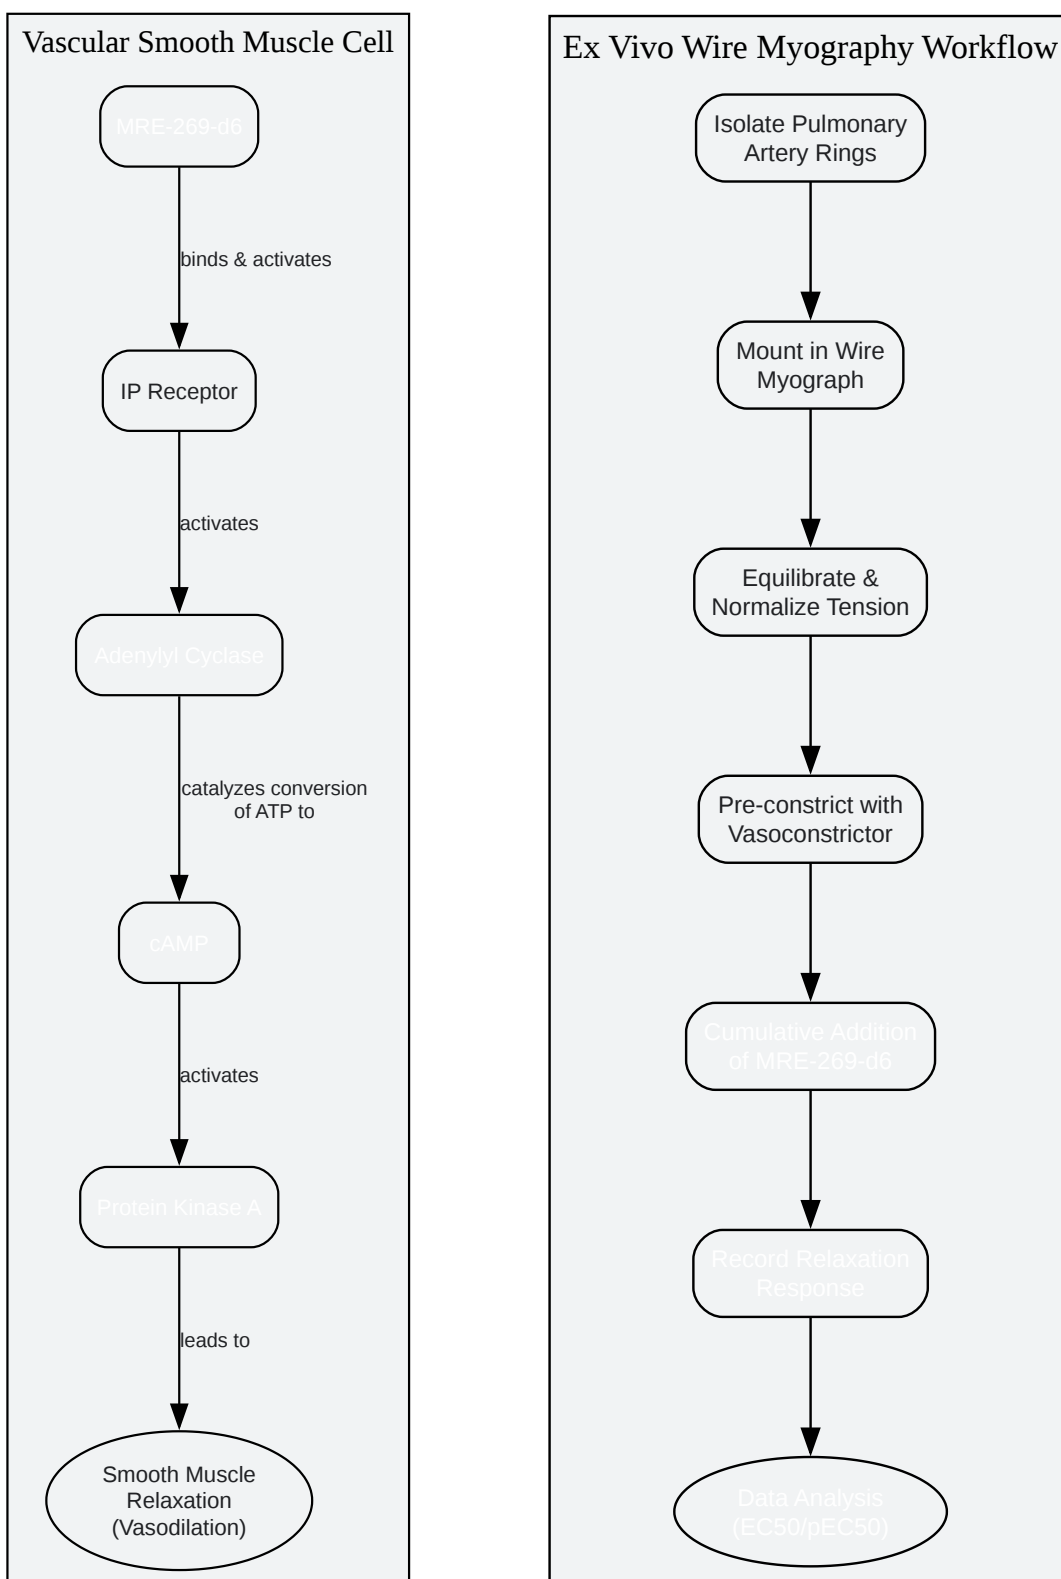 Vascular Smooth Muscle Cell
MRE-269-d6
binds & activates
IP Receptor
activates
Adenylyl Cyclase
catalyzes conversion
of ATP to
cAMP
activates
Protein Kinase A
leads to
Smooth Muscle
Relaxation
(Vasodilation)
Ex Vivo Wire Myography Workflow
Isolate Pulmonary
Artery Rings
Mount in Wire
Myograph
Equilibrate &
Normalize Tension
Pre-constrict with
Vasoconstrictor
Cumulative Addition
of MRE-269-d6
Record Relaxation
Response
Data Analysis
(EC50/pEC50)